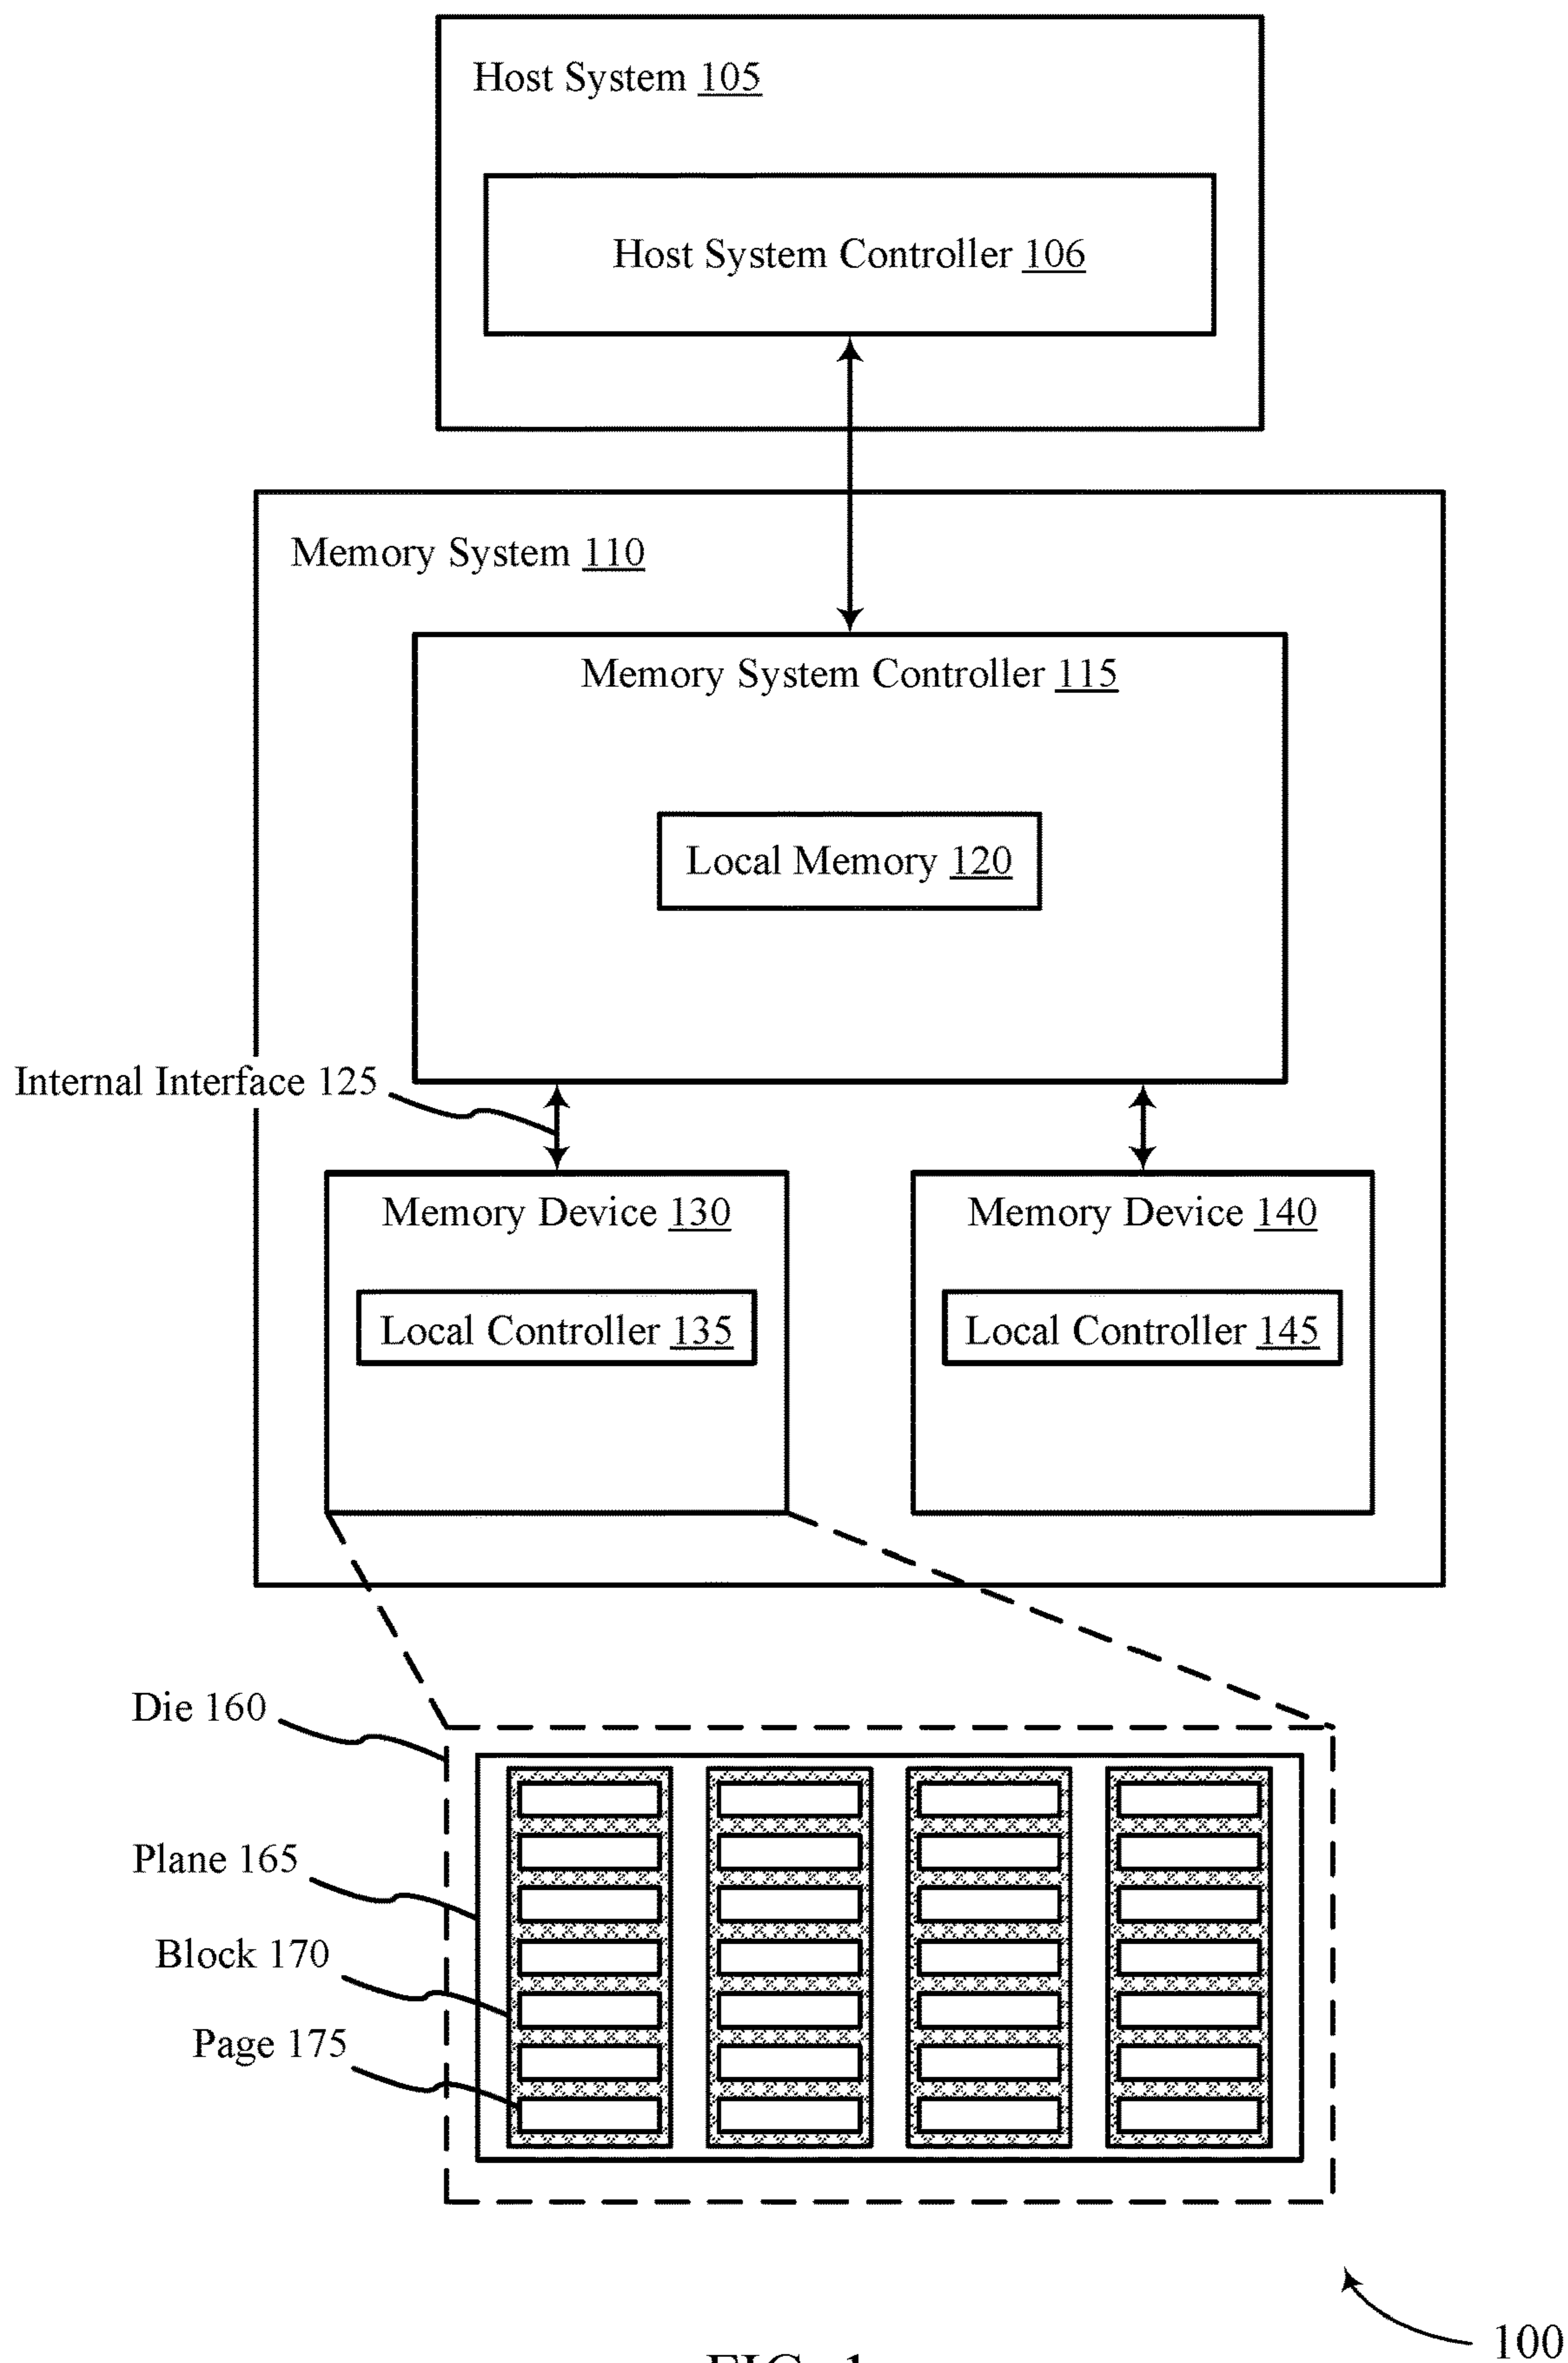 Host System 105
Host System Controller 106
Memory System 110
Memory System Controller 115
Local Memory 120
Internal Interface 125
Memory Device 130
Local Controller 135
Memory Device 140
Local Controller 145
Die 160
Plane 165
Block 170
Page 175
100
FIG. 1